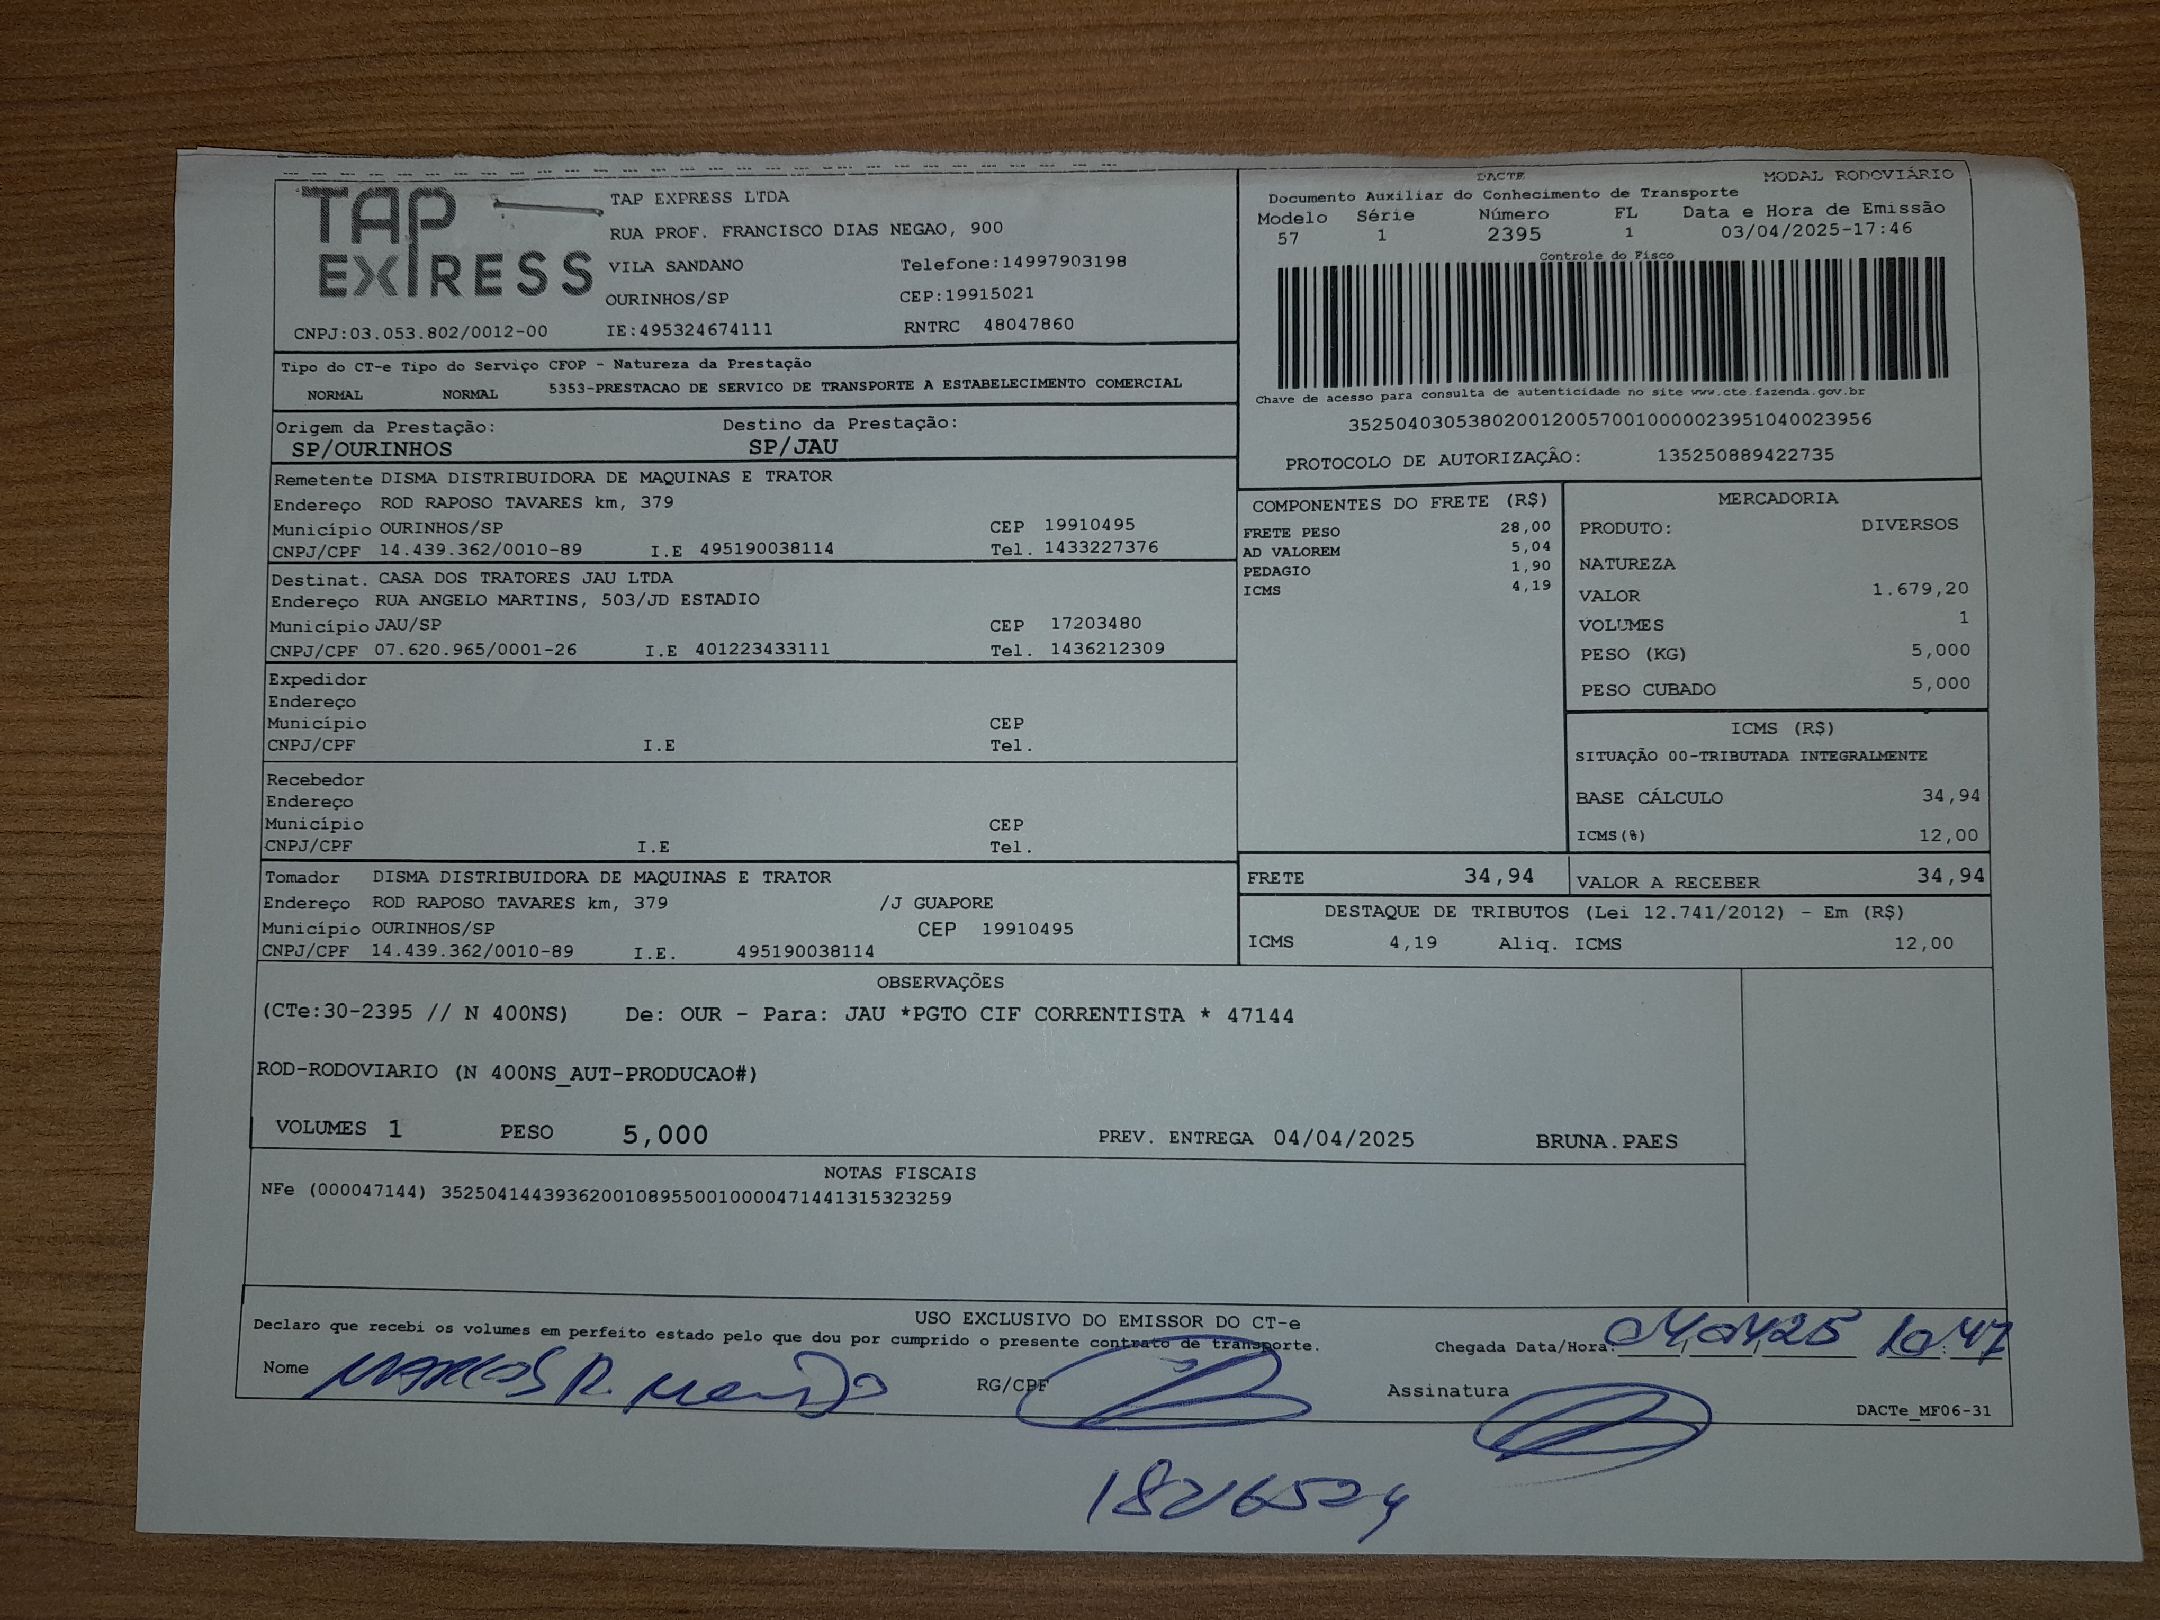 TAP
EXPRESS
TAP EXPRESS LTDA
RUA PROF. FRANCISCO DIAS NEGAO, 900
VILA SANDANO Telefone:14997903198
OURINHOS/SP CEP:19915021
CNPJ:03.053.802/0012-00 IE:495324674111 RNTRC 48047860
DACTE MODAL RODOVIÁRIO
Documento Auxiliar do Conhecimento de Transporte
Modelo Série Número FL Data e Hora de Emissão
57 1 2395 1 03/04/2025-17:46
Controle do Fisco
Chave de acesso para consulta de autenticidade no site www.cte.fazenda.gov.br
35250403053802001200570010000023951040023956
PROTOCOLO DE AUTORIZAÇÃO: 135250889422735
Tipo do CT-e Tipo do Serviço CFOP - Natureza da Prestação
NORMAL NORMAL 5353-PRESTACAO DE SERVICO DE TRANSPORTE A ESTABELECIMENTO COMERCIAL
Origem da Prestação: Destino da Prestação:
SP/OURINHOS SP/JAU
Remetente DISMA DISTRIBUIDORA DE MAQUINAS E TRATOR
Endereço ROD RAPOSO TAVARES km, 379
Município OURINHOS/SP CEP 19910495
CNPJ/CPF 14.439.362/0010-89 I.E 495190038114 Tel. 1433227376
Destinat. CASA DOS TRATORES JAU LTDA
Endereço RUA ANGELO MARTINS, 503/JD ESTADIO
Município JAU/SP CEP 17203480
CNPJ/CPF 07.620.965/0001-26 I.E 401223433111 Tel. 1436212309
Expedidor
Endereço
Município CEP
CNPJ/CPF I.E Tel.
Recebedor
Endereço
Município CEP
CNPJ/CPF I.E Tel.
Tomador DISMA DISTRIBUIDORA DE MAQUINAS E TRATOR
Endereço ROD RAPOSO TAVARES km, 379 /J GUAPORE
Município OURINHOS/SP CEP 19910495
CNPJ/CPF 14.439.362/0010-89 I.E. 495190038114
COMPONENTES DO FRETE (R$)
FRETE PESO 28,00
AD VALOREM 5,04
PEDAGIO 1,90
ICMS 4,19
MERCADORIA
PRODUTO: DIVERSOS
NATUREZA
VALOR 1.679,20
VOLUMES 1
PESO (KG) 5,000
PESO CUBADO 5,000
ICMS (R$)
SITUAÇÃO 00-TRIBUTADA INTEGRALMENTE
BASE CÁLCULO 34,94
ICMS(%) 12,00
FRETE 34,94 VALOR A RECEBER 34,94
DESTAQUE DE TRIBUTOS (Lei 12.741/2012) - Em (R$)
ICMS 4,19 Aliq. ICMS 12,00
OBSERVAÇÕES
(CTe:30-2395 // N 400NS) De: OUR - Para: JAU *PGTO CIF CORRENTISTA * 47144
ROD-RODOVIARIO (N 400NS_AUT-PRODUCAO#)
VOLUMES 1 PESO 5,000 PREV. ENTREGA 04/04/2025 BRUNA.PAES
NOTAS FISCAIS
NFe (000047144) 35250414439362001089550010000471441315323259
USO EXCLUSIVO DO EMISSOR DO CT-e
Declaro que recebi os volumes em perfeito estado pelo que dou por cumprido o presente contrato de transporte.
Chegada Data/Hora: 04/04/25 10:47
Nome MARCOS R. RG/CPF Assinatura
DACTe_MF06-31
18216524